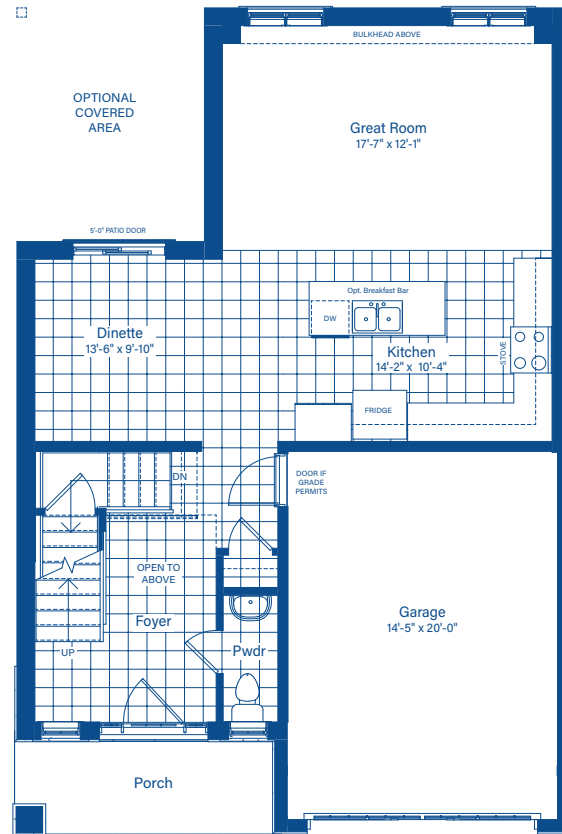 BULKHEAD ABOVE
OPTIONAL
COVERED
AREA
Great Room
17'-7" x 12'-1"
5'-0" PATIO DOOR
Opt. Breakfast Bar
DW
Dinette
13'-6" x 9'-10"
Kitchen
14'-2" x 10'-4"
STOVE
FRIDGE
DN
DOOR IF
GRADE
PERMITS
OPEN TO
ABOVE
Foyer
Garage
14'-5" x 20'-0"
UP
Pwdr
Porch